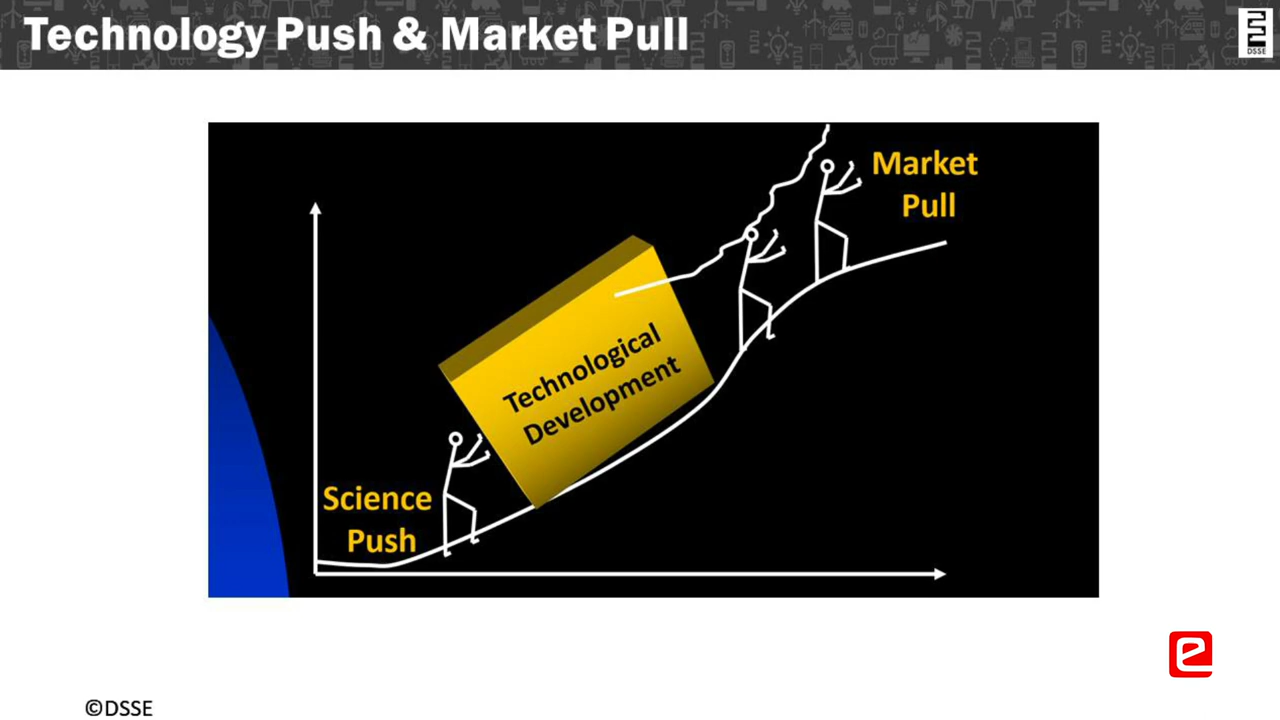 Technology Push & Market Pull
DSSE
Market
Pull
Technological
Development
Science
Push
e
©DSSE